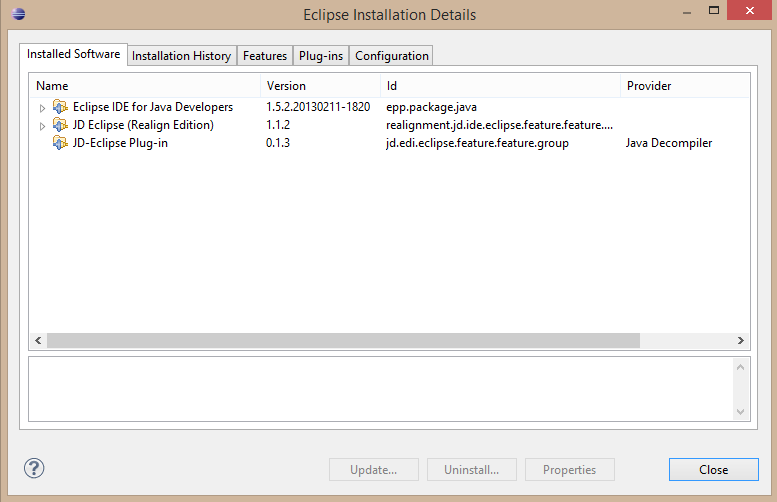 Eclipse Installation Details
Installed Software Installation History Features Plug-ins Configuration
Name Version Id Provider
Eclipse IDE for Java Developers 1.5.2.20130211-1820 epp.package.java
JD Eclipse (Realign Edition) 1.1.2 realignment.jd.ide.eclipse.feature.feature....
JD-Eclipse Plug-in 0.1.3 jd.edi.eclipse.feature.feature.group Java Decompiler
Update... Uninstall... Properties Close